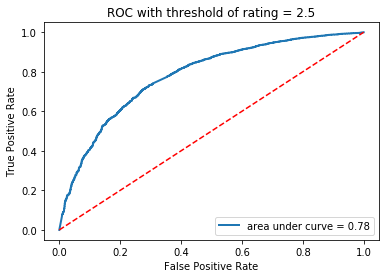 ROC with threshold of rating = 2.5
True Positive Rate
1.0
0.8
0.6
0.4
0.2
0.0
area under curve = 0.78
0.0 0.2 0.4 0.6 0.8 1.0
False Positive Rate